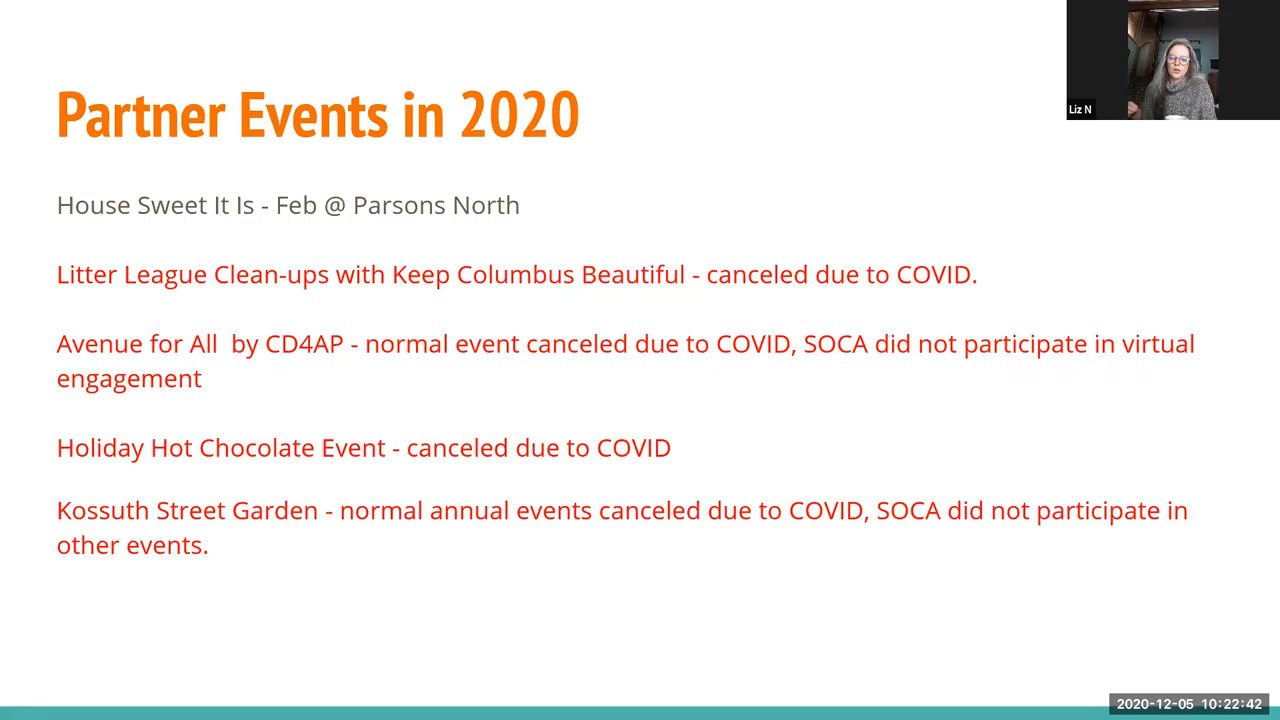 Partner Events in 2020
Liz N
House Sweet It Is - Feb @ Parsons North
Litter League Clean-ups with Keep Columbus Beautiful - canceled due to COVID.
Avenue for All  by CD4AP - normal event canceled due to COVID, SOCA did not participate in virtual
engagement
Holiday Hot Chocolate Event - canceled due to COVID
Kossuth Street Garden - normal annual events canceled due to COVID, SOCA did not participate in
other events.
2020-12-05 10:22:42